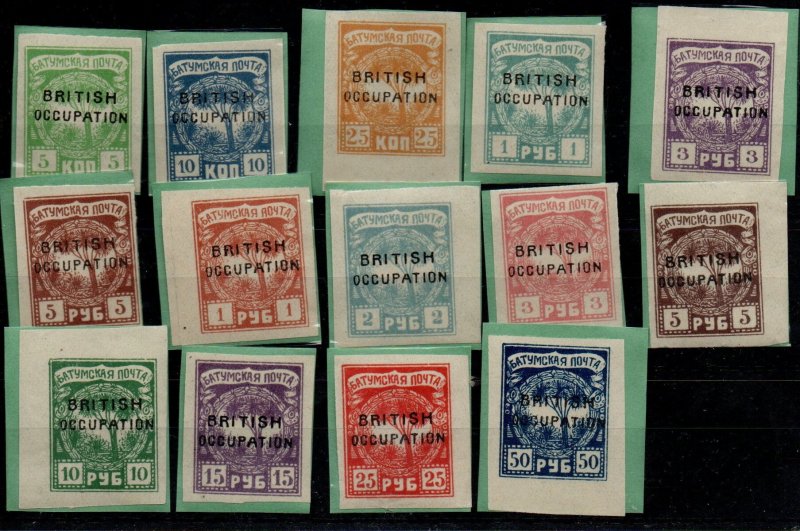 БАТУМСКАЯ ПОЧТА
BRITISH
OCCUPATION
5 КОП 5
БАТУМСКАЯ ПОЧТА
BRITISH
OCCUPATION
10 КОП 10
БАТУМСКАЯ ПОЧТА
BRITISH
OCCUPATION
25 КОП 25
БАТУМСКАЯ ПОЧТА
BRITISH
OCCUPATION
1 РУБ 1
БАТУМСКАЯ ПОЧТА
BRITISH
OCCUPATION
3 РУБ 3
БАТУМСКАЯ ПОЧТА
BRITISH
OCCUPATION
5 РУБ 5
БАТУМСКАЯ ПОЧТА
BRITISH
OCCUPATION
1 РУБ 1
БАТУМСКАЯ ПОЧТА
BRITISH
OCCUPATION
2 РУБ 2
БАТУМСКАЯ ПОЧТА
BRITISH
OCCUPATION
3 РУБ 3
БАТУМСКАЯ ПОЧТА
BRITISH
OCCUPATION
5 РУБ 5
БАТУМСКАЯ ПОЧТА
BRITISH
OCCUPATION
10 РУБ 10
БАТУМСКАЯ ПОЧТА
BRITISH
OCCUPATION
15 РУБ 15
БАТУМСКАЯ ПОЧТА
BRITISH
OCCUPATION
25 РУБ 25
БАТУМСКАЯ ПОЧТА
BRITISH
OCCUPATION
50 РУБ 50